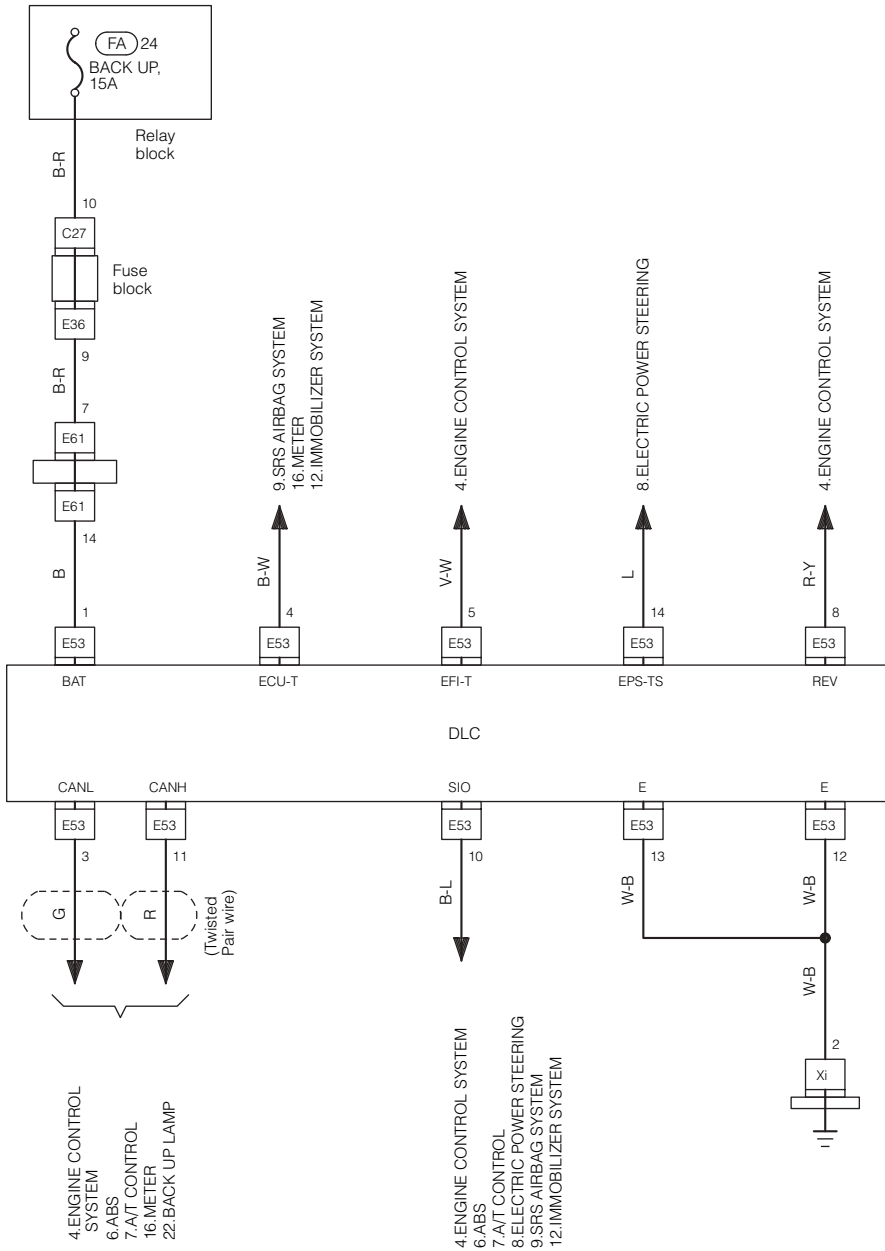 FA 24
BACK UP,
15A
Relay
block
B-R
10
C27
Fuse
block
E36
9
B-R
7
E61
E61
14
B
1
E53
BAT
9.SRS AIRBAG SYSTEM
16.METER
12.IMMOBILIZER SYSTEM
B-W
4
E53
ECU-T
4.ENGINE CONTROL SYSTEM
V-W
5
E53
EFI-T
8.ELECTRIC POWER STEERING
L
14
E53
EPS-TS
4.ENGINE CONTROL SYSTEM
R-Y
8
E53
REV
DLC
CANL
E53
3
G
CANH
E53
11
R
(Twisted
Pair wire)
4.ENGINE CONTROL
SYSTEM
6.ABS
7.A/T CONTROL
16.METER
22.BACK UP LAMP
SIO
E53
10
B-L
4.ENGINE CONTROL SYSTEM
6.ABS
7.A/T CONTROL
8.ELECTRIC POWER STEERING
9.SRS AIRBAG SYSTEM
12.IMMOBILIZER SYSTEM
E
E53
13
W-B
E
E53
12
W-B
W-B
2
Xi